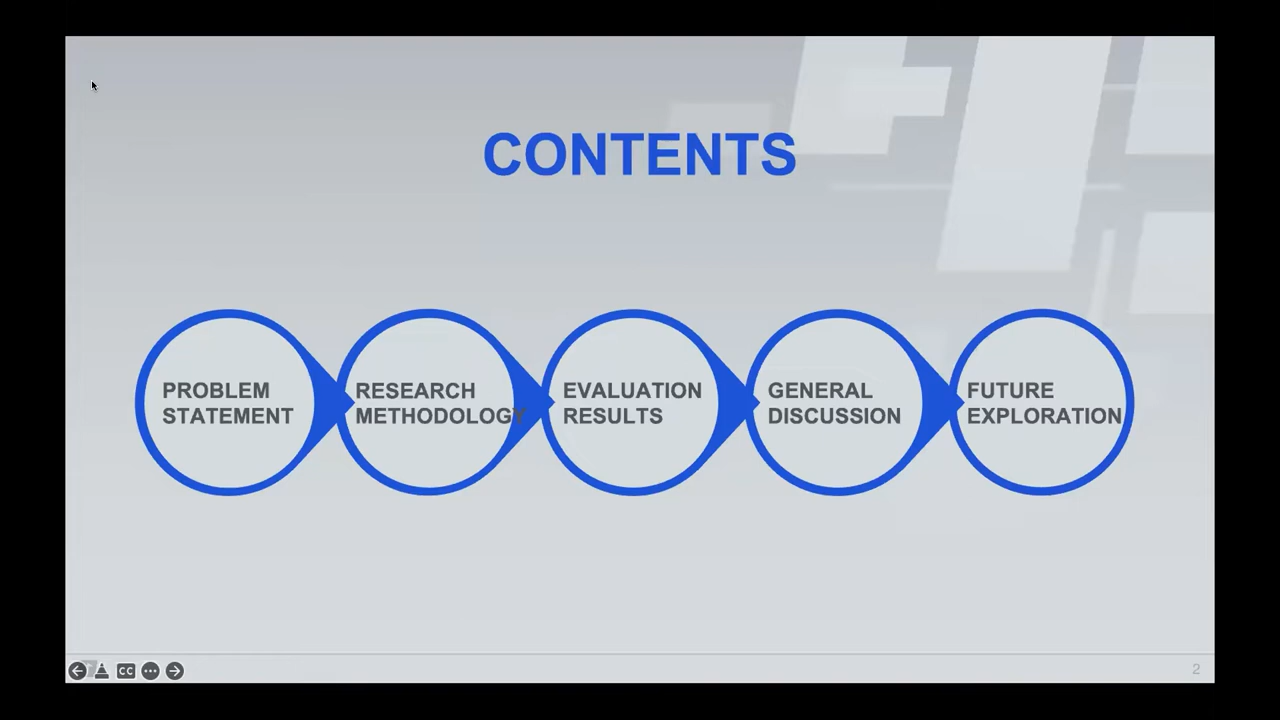 CONTENTS
PROBLEM
STATEMENT
RESEARCH
METHODOLOGY
EVALUATION
RESULTS
GENERAL
DISCUSSION
FUTURE
EXPLORATION
CC
2